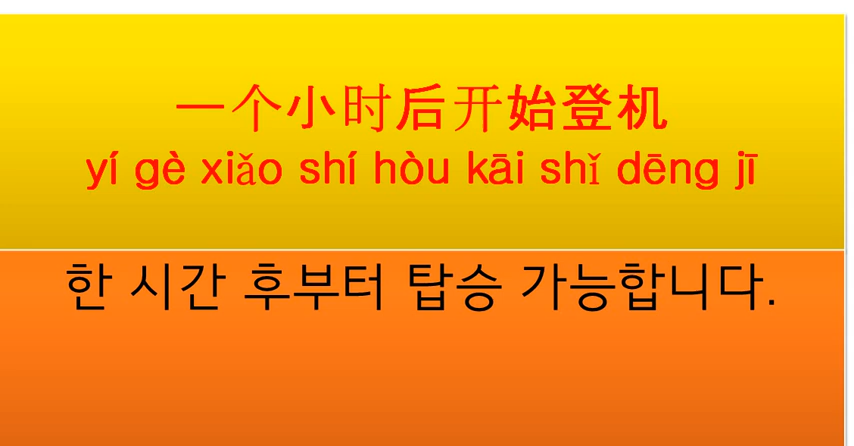 一个小时后开始登机
yí gè xiǎo shí hòu kāi shǐ dēng jī
한 시간 후부터 탑승 가능합니다.